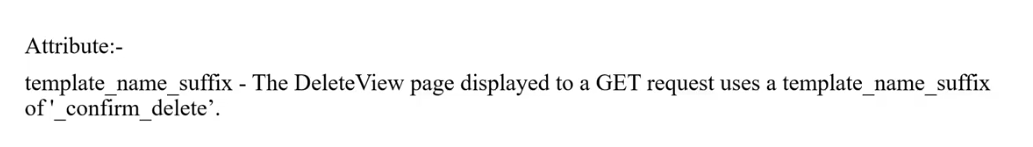 Attribute:-
template_name_suffix - The DeleteView page displayed to a GET request uses a template_name_suffix
of '_confirm_delete’.